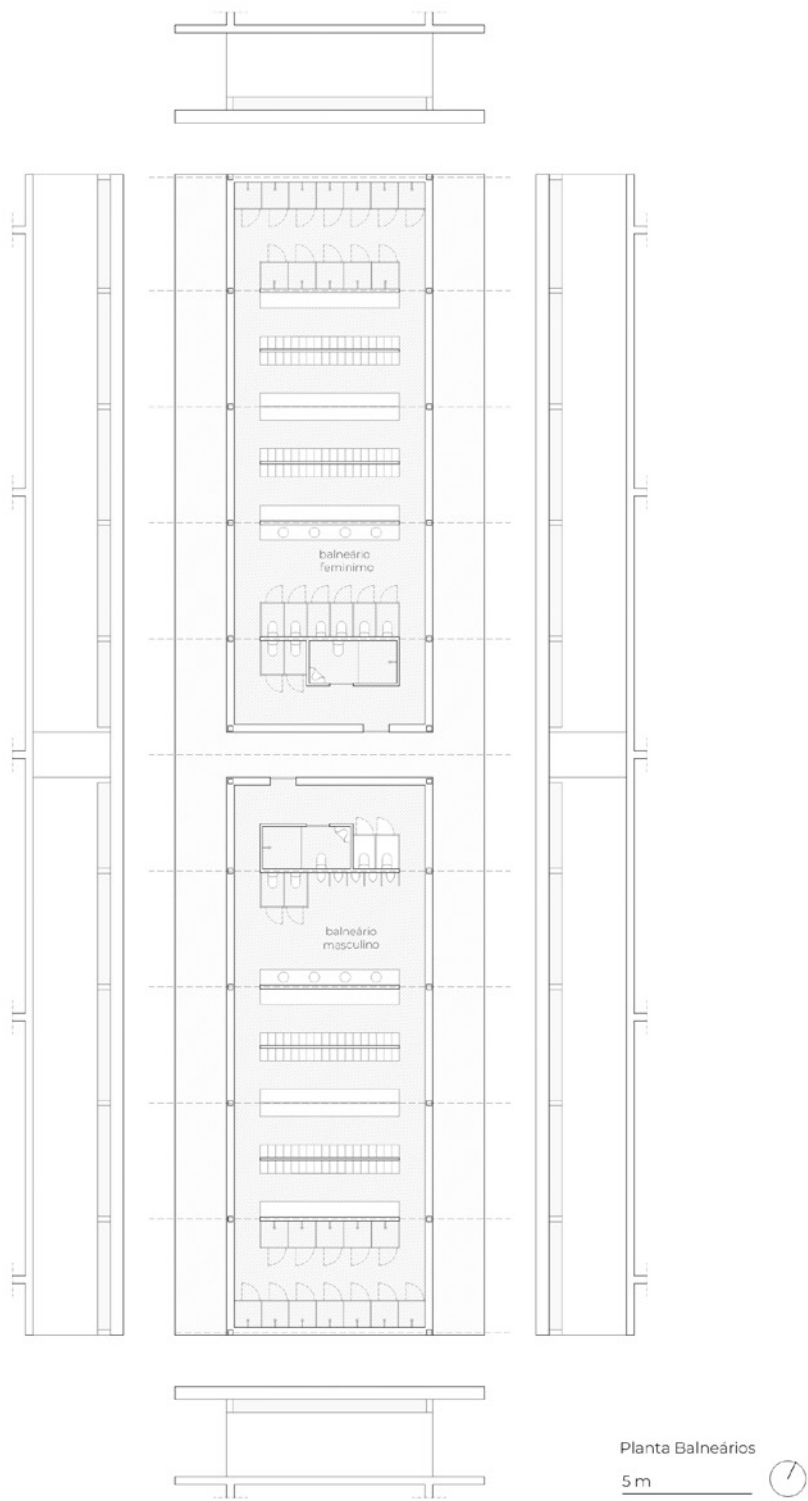 balneário
feminimo
balneário
masculino
Planta Balneários
5 m